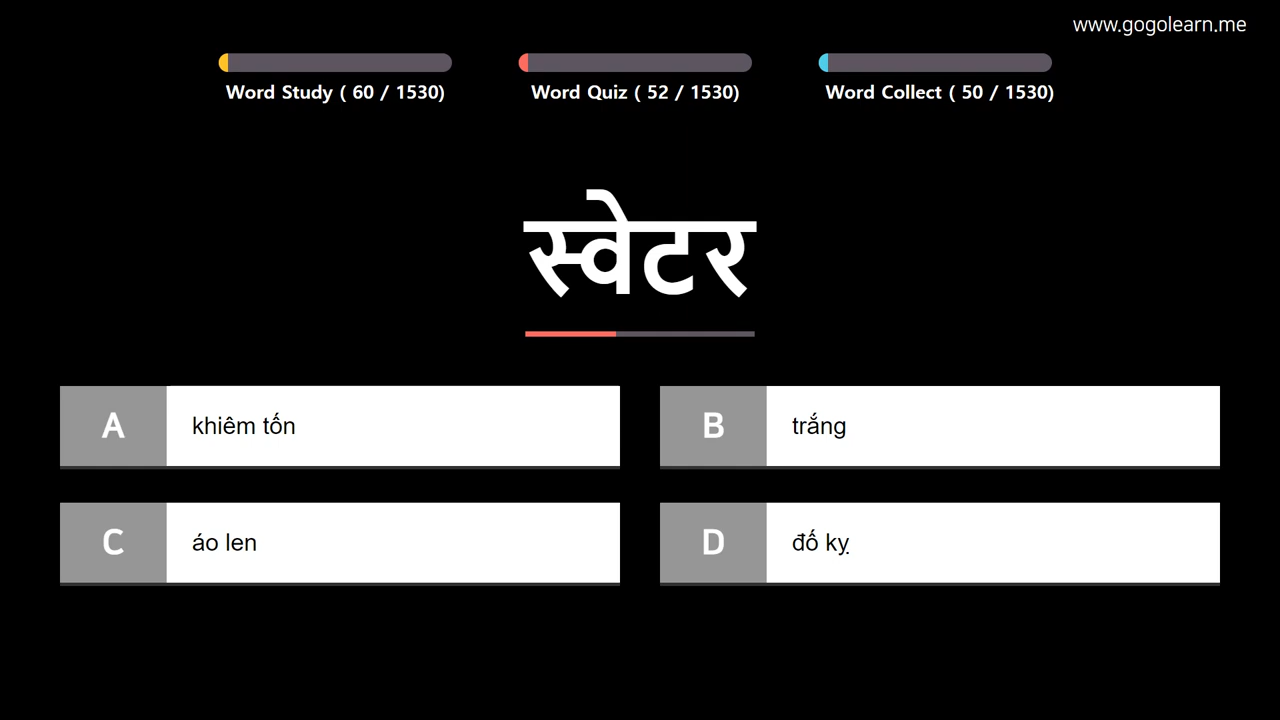 www.gogolearn.me
Word Study ( 60 / 1530)
Word Quiz ( 52 / 1530)
Word Collect ( 50 / 1530)
स्वेटर
A khiêm tốn
B trắng
C áo len
D đố kỵ